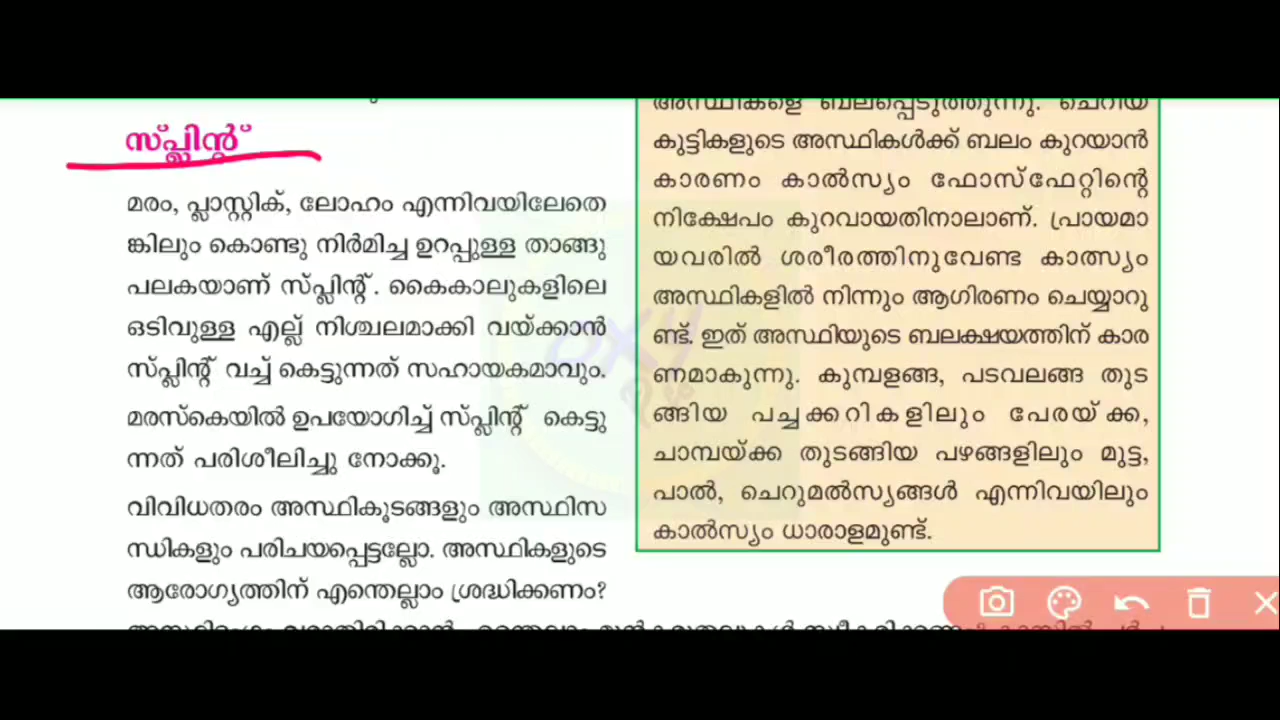 സ്പ്ലിന്റ്
മരം, പ്ലാസ്റ്റിക്, ലോഹം എന്നിവയിലേതെ
ങ്കിലും കൊണ്ടു നിർമിച്ച ഉറപ്പുള്ള താങ്ങു
പലകയാണ് സ്പ്ലിന്റ്. കൈകാലുകളിലെ
ഒടിവുള്ള എല്ല് നിശ്ചലമാക്കി വയ്ക്കാൻ
സ്പ്ലിന്റ് വച്ച് കെട്ടുന്നത് സഹായകമാവും.
മരസ്കെയിൽ ഉപയോഗിച്ച് സ്പ്ലിന്റ് കെട്ടു
ന്നത് പരിശീലിച്ചു നോക്കൂ.
വിവിധതരം അസ്ഥികൂടങ്ങളും അസ്ഥിസ
ന്ധികളും പരിചയപ്പെട്ടല്ലോ. അസ്ഥികളുടെ
ആരോഗ്യത്തിന് എന്തെല്ലാം ശ്രദ്ധിക്കണം?
അസ്ഥികളെ ബലപ്പെടുത്തുന്നു. ചെറിയ
കുട്ടികളുടെ അസ്ഥികൾക്ക് ബലം കുറയാൻ
കാരണം കാൽസ്യം ഫോസ്ഫേറ്റിന്റെ
നിക്ഷേപം കുറവായതിനാലാണ്. പ്രായമാ
യവരിൽ ശരീരത്തിനുവേണ്ട കാത്സ്യം
അസ്ഥികളിൽ നിന്നും ആഗിരണം ചെയ്യാറു
ണ്ട്. ഇത് അസ്ഥിയുടെ ബലക്ഷയത്തിന് കാര
ണമാകുന്നു. കുമ്പളങ്ങ, പടവലങ്ങ തുട
ങ്ങിയ പച്ചക്കറികളിലും പേരയ്ക്ക,
ചാമ്പയ്ക്ക തുടങ്ങിയ പഴങ്ങളിലും മുട്ട,
പാൽ, ചെറുമൽസ്യങ്ങൾ എന്നിവയിലും
കാൽസ്യം ധാരാളമുണ്ട്.